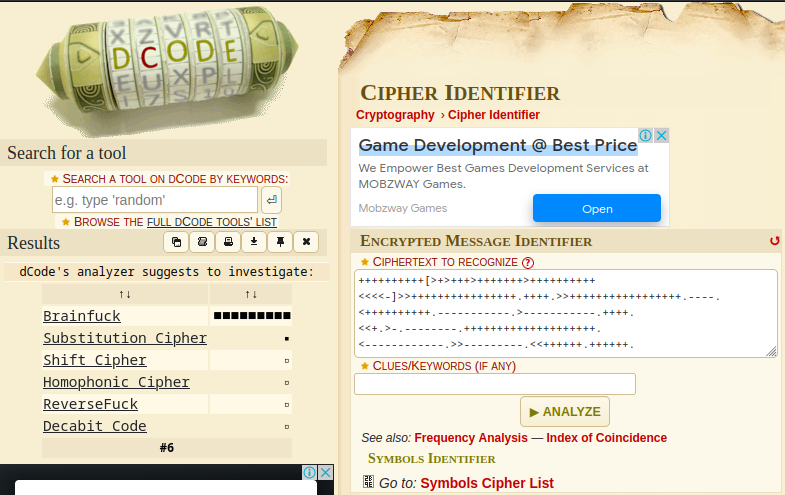 DCODE
Search for a tool
SEARCH A TOOL ON DCODE BY KEYWORDS:
e.g. type 'random'
BROWSE THE FULL DCODE TOOLS' LIST
Results
dCode's analyzer suggests to investigate:
↑↓ ↑↓
Brainfuck ■■■■■■■■■
Substitution Cipher ▪
Shift Cipher ▫
Homophonic Cipher ▫
ReverseFuck ▫
Decabit Code ▫
#6
CIPHER IDENTIFIER
Cryptography › Cipher Identifier
Game Development @ Best Price
We Empower Best Games Development Services at
MOBZWAY Games.
Mobzway Games
Open
ENCRYPTED MESSAGE IDENTIFIER
CIPHERTEXT TO RECOGNIZE ?
++++++++++[>+>+++>+++++++>++++++++++
<<<<-]>>++++++++++++++++.++++.>>+++++++++++++++++.----.
<++++++++++.-----------.>-----------.++++.
<<+.>-.--------.++++++++++++++++++++.
<------------.>>---------.<<++++++.++++++.
CLUES/KEYWORDS (IF ANY)
▶ ANALYZE
See also: Frequency Analysis — Index of Coincidence
SYMBOLS IDENTIFIER
Go to: Symbols Cipher List